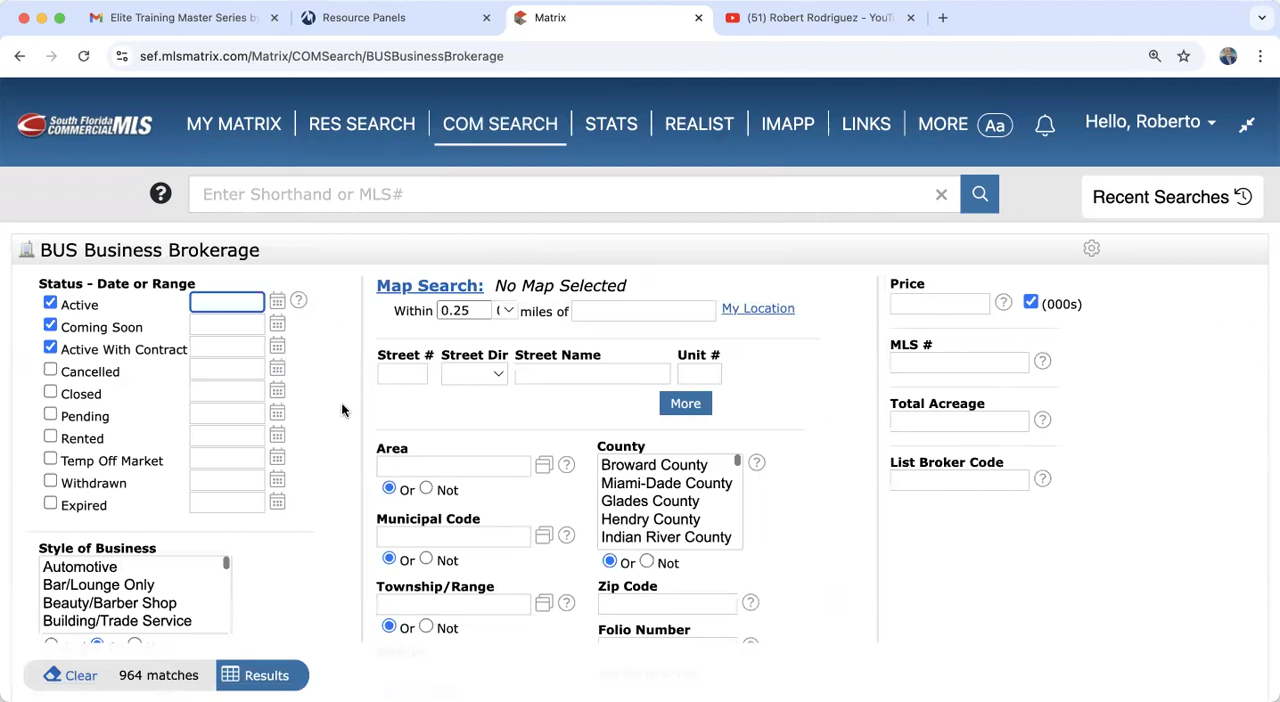 Elite Training Master Series by
Resource Panels
Matrix
(51) Robert Rodriguez - YouT
sef.mlsmatrix.com/Matrix/COMSearch/BUSBusinessBrokerage
South Florida
COMMERCIALMLS
MY MATRIX
RES SEARCH
COM SEARCH
STATS
REALIST
IMAPP
LINKS
MORE
Aa
Hello, Roberto
Enter Shorthand or MLS#
Recent Searches
BUS Business Brokerage
Status - Date or Range
Active
Coming Soon
Active With Contract
Cancelled
Closed
Pending
Rented
Temp Off Market
Withdrawn
Expired
Style of Business
Automotive
Bar/Lounge Only
Beauty/Barber Shop
Building/Trade Service
Clear
964 matches
Results
Map Search: No Map Selected
Within 0.25 ( miles of
My Location
Street # Street Dir Street Name Unit #
More
Area
Or Not
Municipal Code
Or Not
Township/Range
Or Not
County
Broward County
Miami-Dade County
Glades County
Hendry County
Indian River County
Or Not
Zip Code
Folio Number
Price
(000s)
MLS #
Total Acreage
List Broker Code